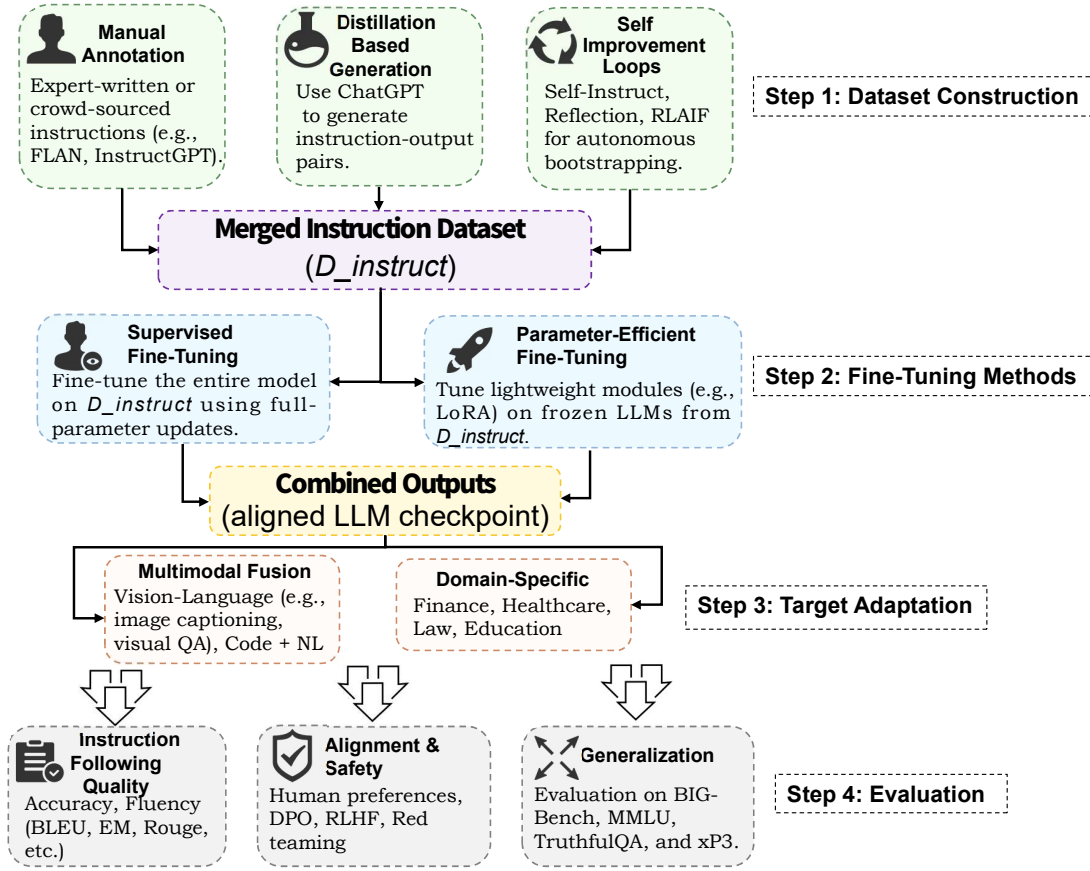 Manual
Annotation
Expert-written or
crowd-sourced
instructions (e.g.,
FLAN, InstructGPT).
Distillation
Based
Generation
Use ChatGPT
to generate
instruction-output
pairs.
Self
Improvement
Loops
Self-Instruct,
Reflection, RLAIF
for autonomous
bootstrapping.
Step 1: Dataset Construction
Merged Instruction Dataset
(D_instruct)
Supervised
Fine-Tuning
Fine-tune the entire model
on D_instruct using full-
parameter updates.
Parameter-Efficient
Fine-Tuning
Tune lightweight modules (e.g.,
LoRA) on frozen LLMs from
D_instruct.
Step 2: Fine-Tuning Methods
Combined Outputs
(aligned LLM checkpoint)
Multimodal Fusion
Vision-Language (e.g.,
image captioning,
visual QA), Code + NL
Domain-Specific
Finance, Healthcare,
Law, Education
Step 3: Target Adaptation
Instruction
Following
Quality
Accuracy, Fluency
(BLEU, EM, Rouge,
etc.)
Alignment &
Safety
Human preferences,
DPO, RLHF, Red
teaming
Generalization
Evaluation on BIG-
Bench, MMLU,
TruthfulQA, and xP3.
Step 4: Evaluation